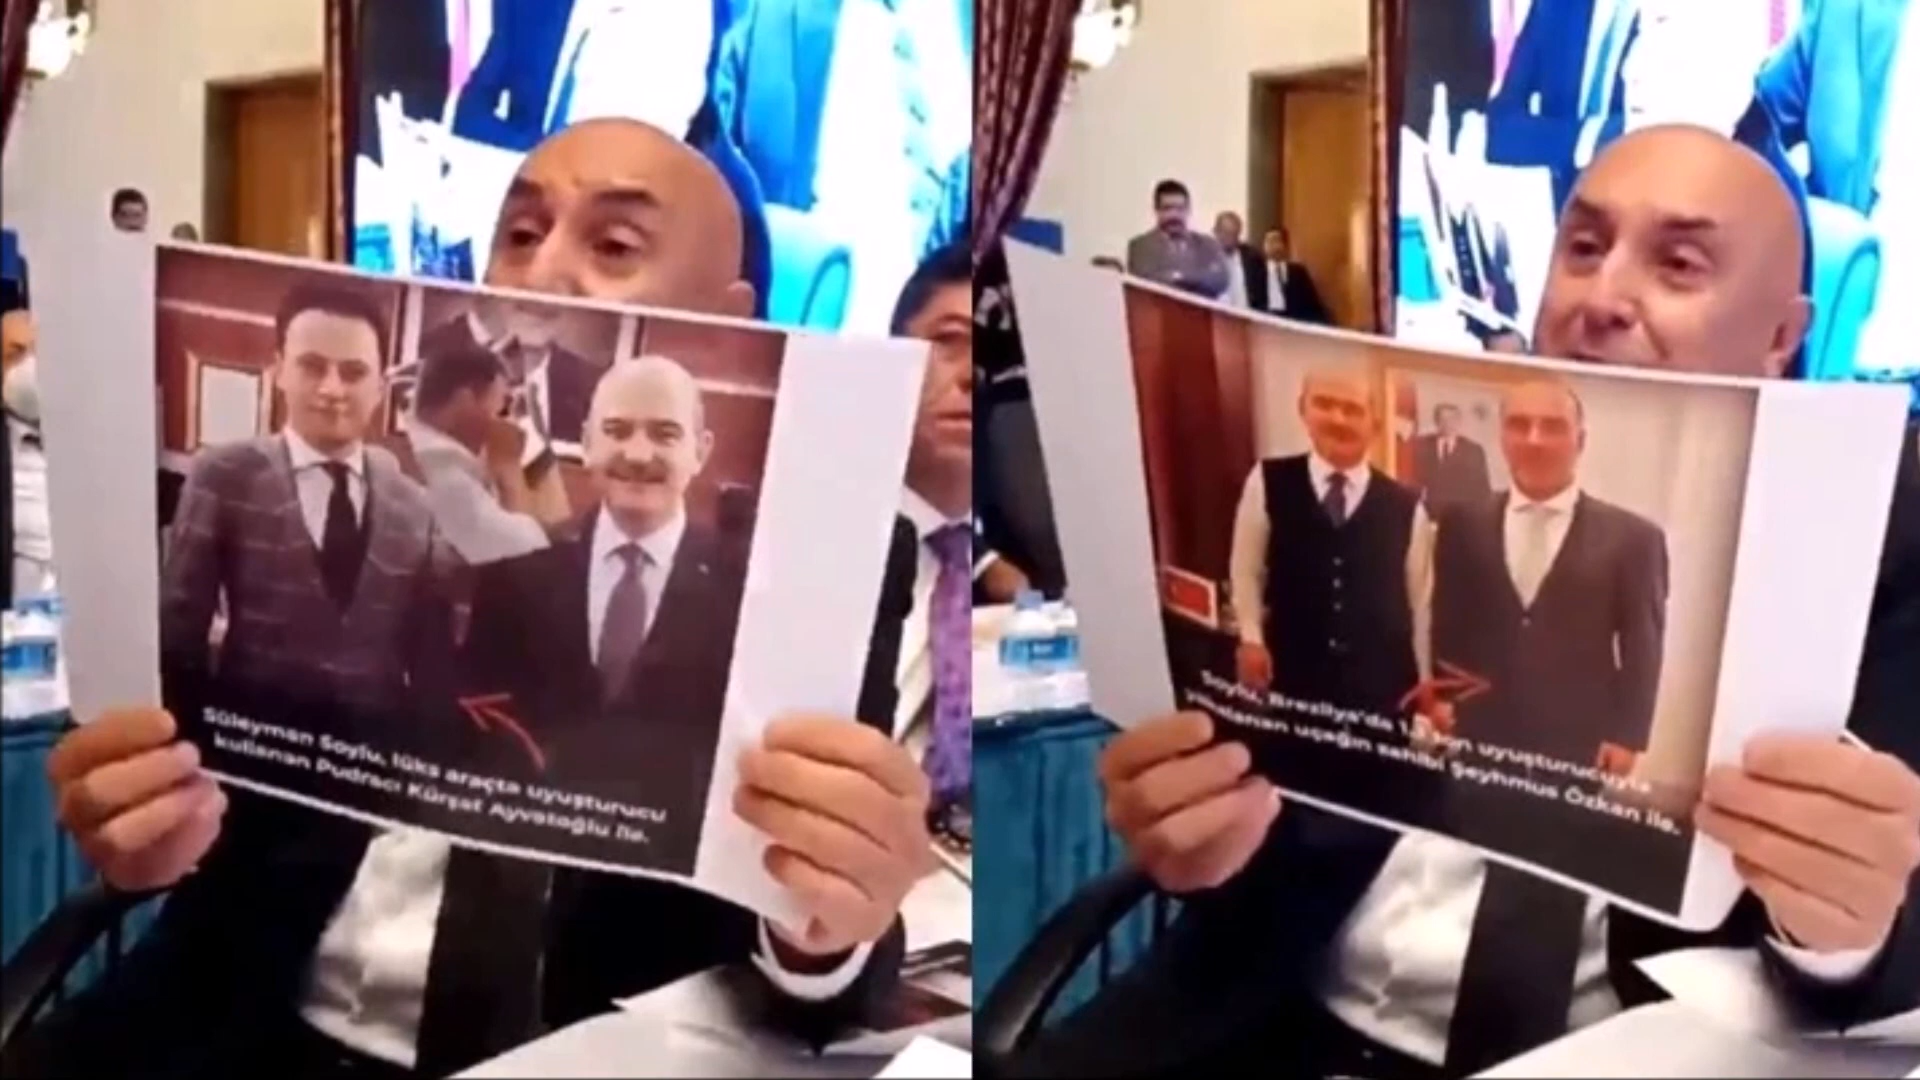 Süleyman Soylu, lüks araçta uyuşturucu
kullanan Pudracı Kürşat Ayvatoğlu ile.
Soylu, Brezilya'da 1.3 ton uyuşturucuyla
yakalanan uçağın sahibi Şeyhmus Özkan ile.